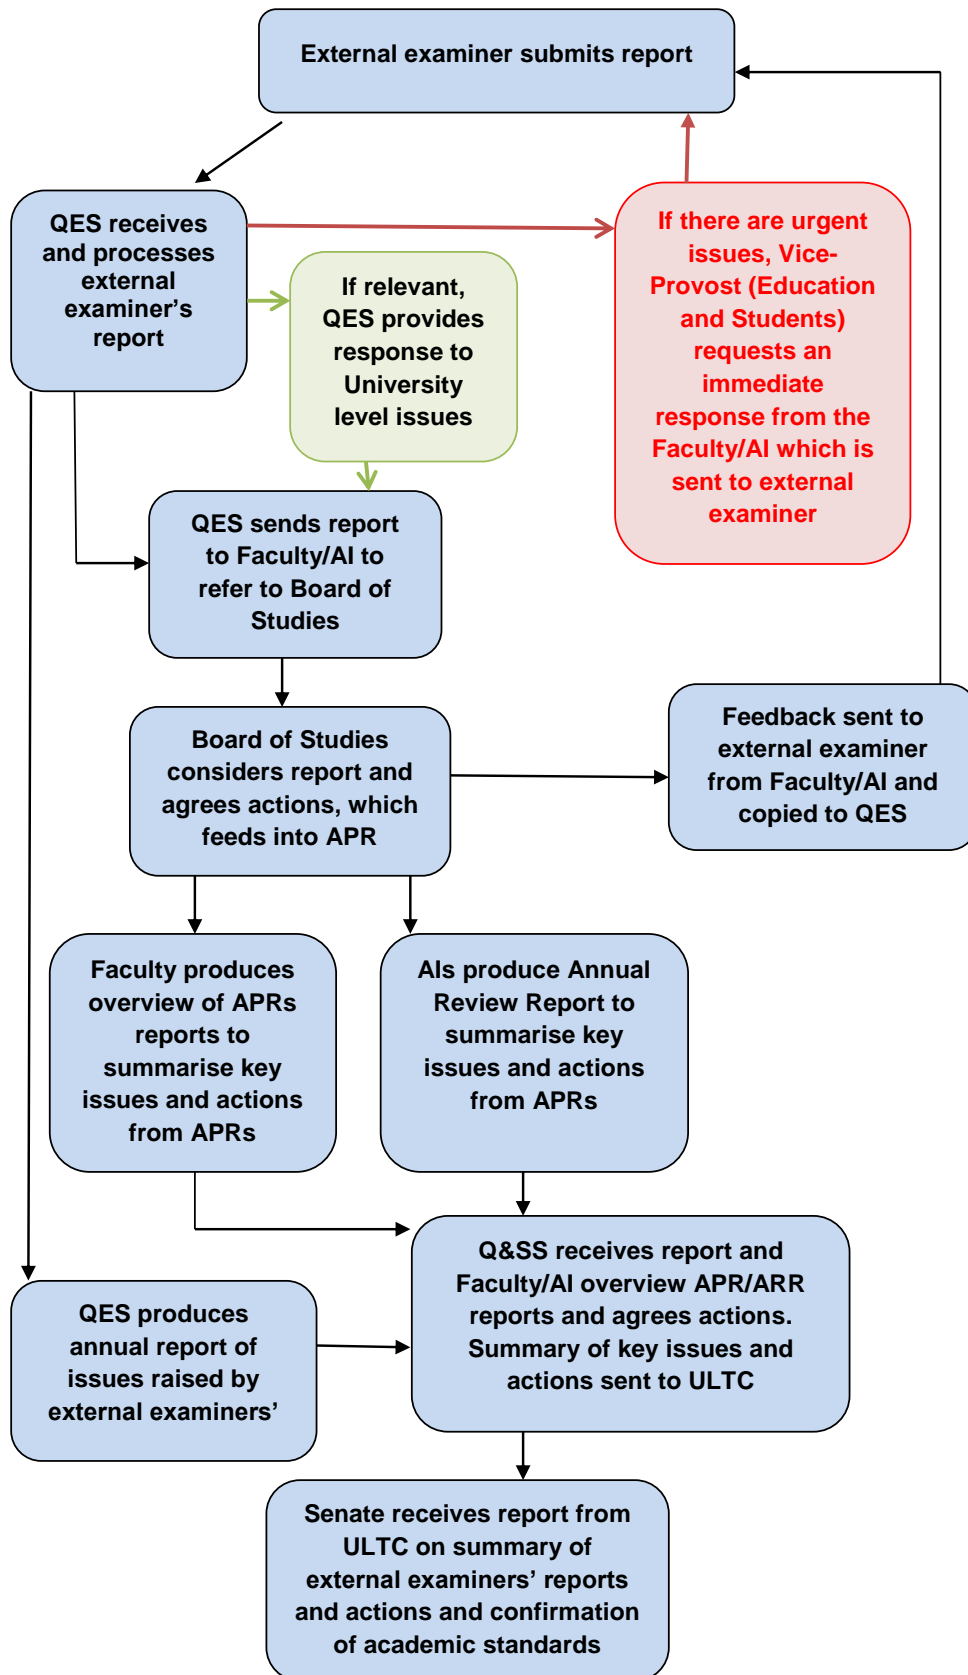 External examiner submits report
QES receives
and processes
external
examiner’s
report
If relevant,
QES provides
response to
University
level issues
If there are urgent
issues, Vice-
Provost (Education
and Students)
requests an
immediate
response from the
Faculty/AI which is
sent to external
examiner
QES sends report
to Faculty/AI to
refer to Board of
Studies
Board of Studies
considers report and
agrees actions, which
feeds into APR
Feedback sent to
external examiner
from Faculty/AI and
copied to QES
Faculty produces
overview of APRs
reports to
summarise key
issues and actions
from APRs
AIs produce Annual
Review Report to
summarise key
issues and actions
from APRs
Q&SS receives report and
Faculty/AI overview APR/ARR
reports and agrees actions.
Summary of key issues and
actions sent to ULTC
QES produces
annual report of
issues raised by
external examiners’
Senate receives report from
ULTC on summary of
external examiners’ reports
and actions and confirmation
of academic standards